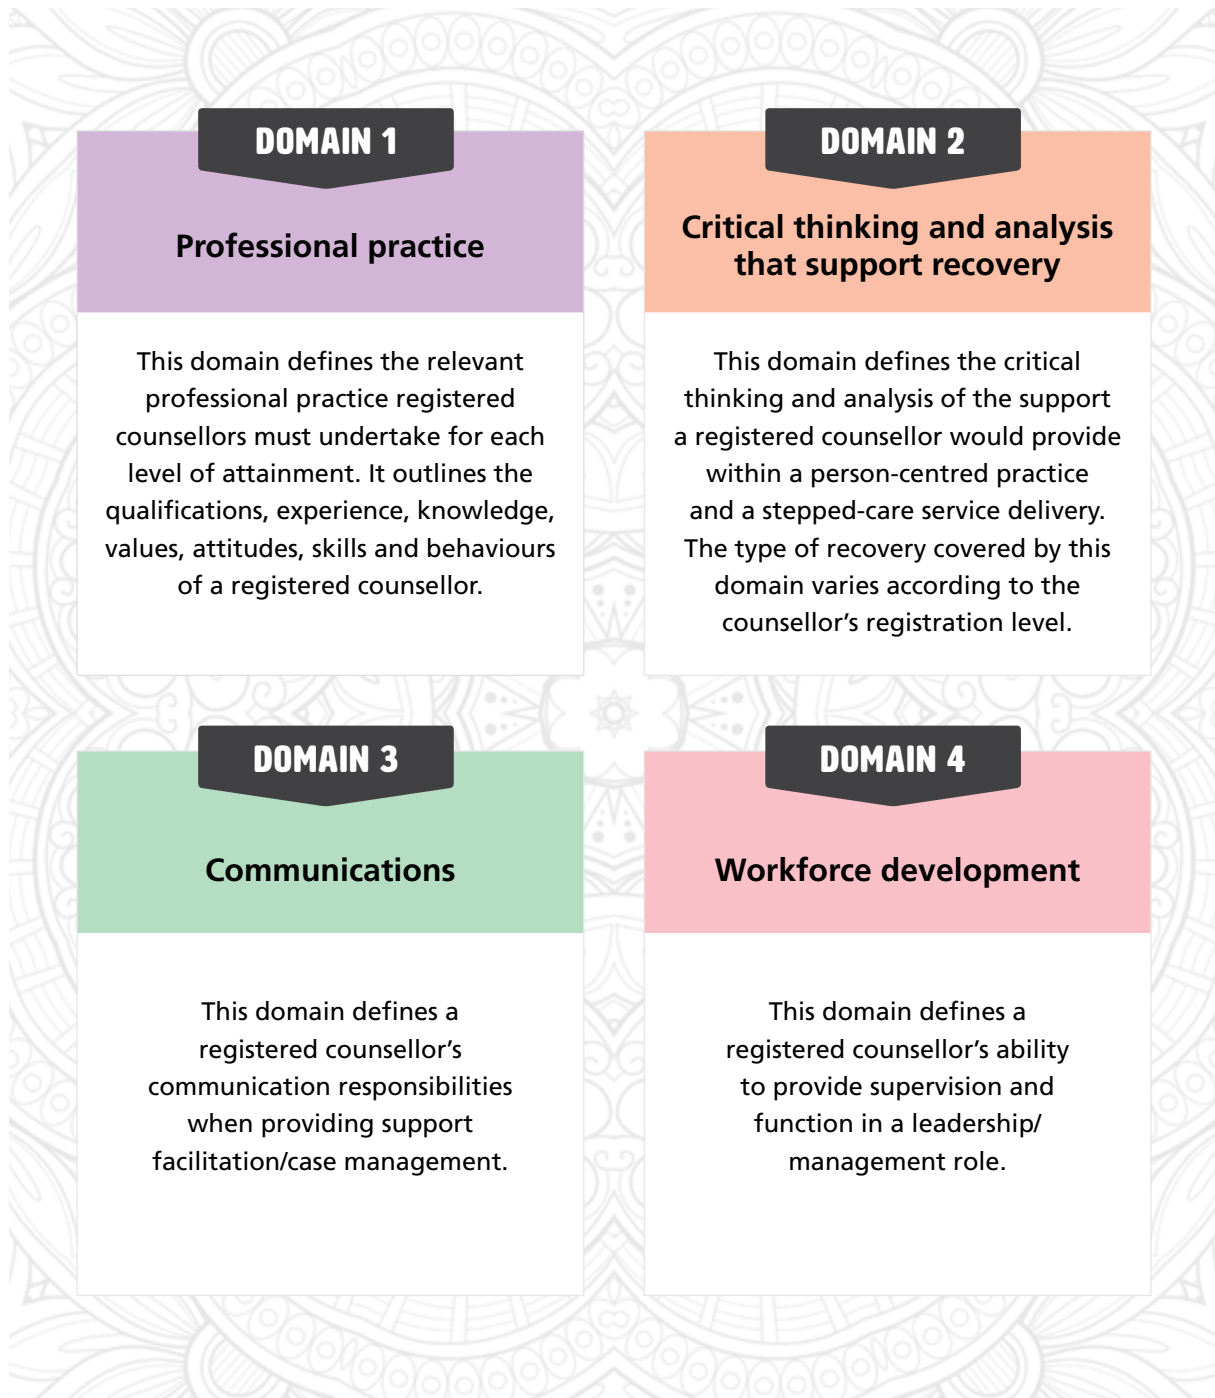 DOMAIN 1
Professional practice
This domain defines the relevant
professional practice registered
counsellors must undertake for each
level of attainment. It outlines the
qualifications, experience, knowledge,
values, attitudes, skills and behaviours
of a registered counsellor.
DOMAIN 2
Critical thinking and analysis
that support recovery
This domain defines the critical
thinking and analysis of the support
a registered counsellor would provide
within a person-centred practice
and a stepped-care service delivery.
The type of recovery covered by this
domain varies according to the
counsellor’s registration level.
DOMAIN 3
Communications
This domain defines a
registered counsellor’s
communication responsibilities
when providing support
facilitation/case management.
DOMAIN 4
Workforce development
This domain defines a
registered counsellor’s ability
to provide supervision and
function in a leadership/
management role.